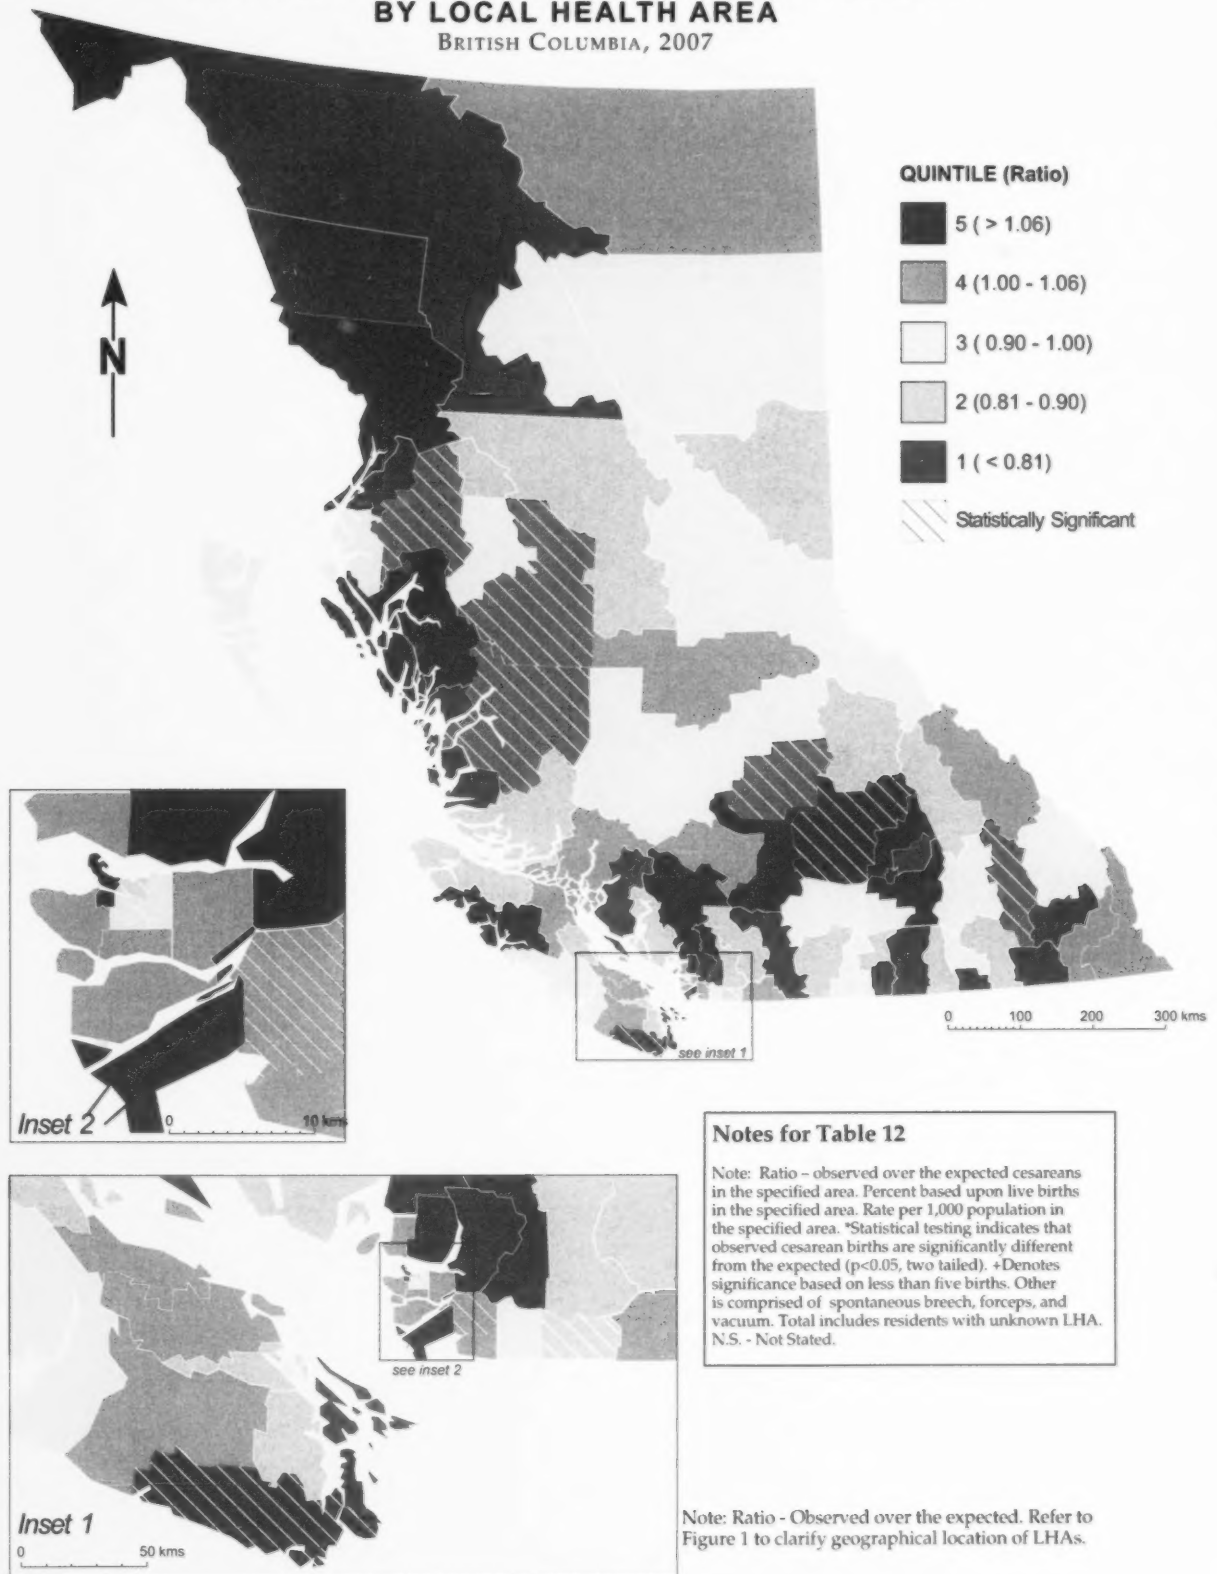 BY LOCAL HEALTH AREA
BRITISH COLUMBIA, 2007
QUINTILE (Ratio)
5 ( > 1.06)
4 (1.00 - 1.06)
3 ( 0.90 - 1.00)
2 (0.81 - 0.90)
1 ( < 0.81)
Statistically Significant
N
0 100 200 300 kms
see inset 1
Inset 2
0 10 kms
Notes for Table 12
Note: Ratio – observed over the expected cesareans
in the specified area. Percent based upon live births
in the specified area. Rate per 1,000 population in
the specified area. *Statistical testing indicates that
observed cesarean births are significantly different
from the expected (p<0.05, two tailed). +Denotes
significance based on less than five births. Other
is comprised of spontaneous breech, forceps, and
vacuum. Total includes residents with unknown LHA.
N.S. - Not Stated.
see inset 2
Inset 1
0 50 kms
Note: Ratio - Observed over the expected. Refer to
Figure 1 to clarify geographical location of LHAs.